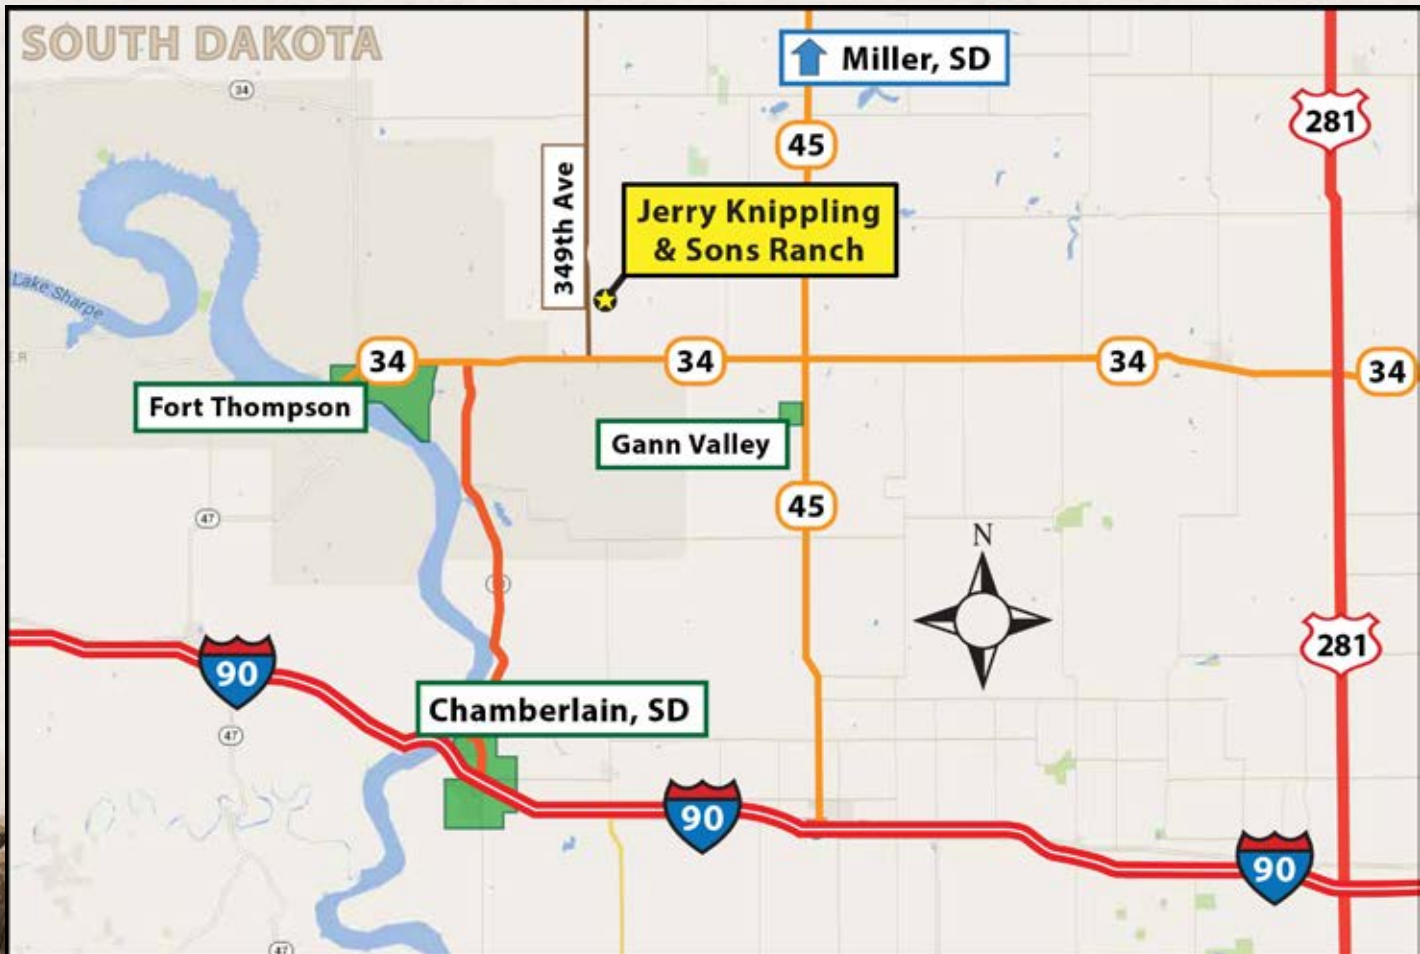 SOUTH DAKOTA
34
Miller, SD
281
45
349th Ave
Jerry Knippling
& Sons Ranch
Lake Sharpe
34
34
34
34
Fort Thompson
Gann Valley
45
47
N
90
281
Chamberlain, SD
47
90
90
47